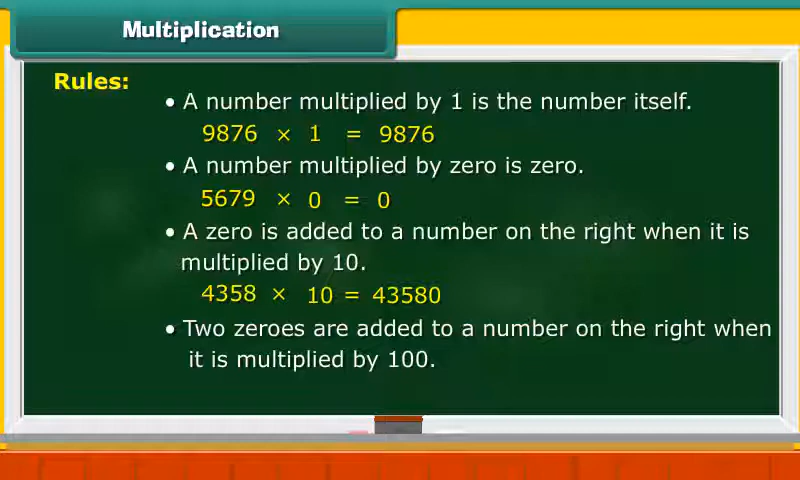 Multiplication
Rules:
• A number multiplied by 1 is the number itself.
9876 × 1 = 9876
• A number multiplied by zero is zero.
5679 × 0 = 0
• A zero is added to a number on the right when it is
multiplied by 10.
4358 × 10 = 43580
• Two zeroes are added to a number on the right when
it is multiplied by 100.